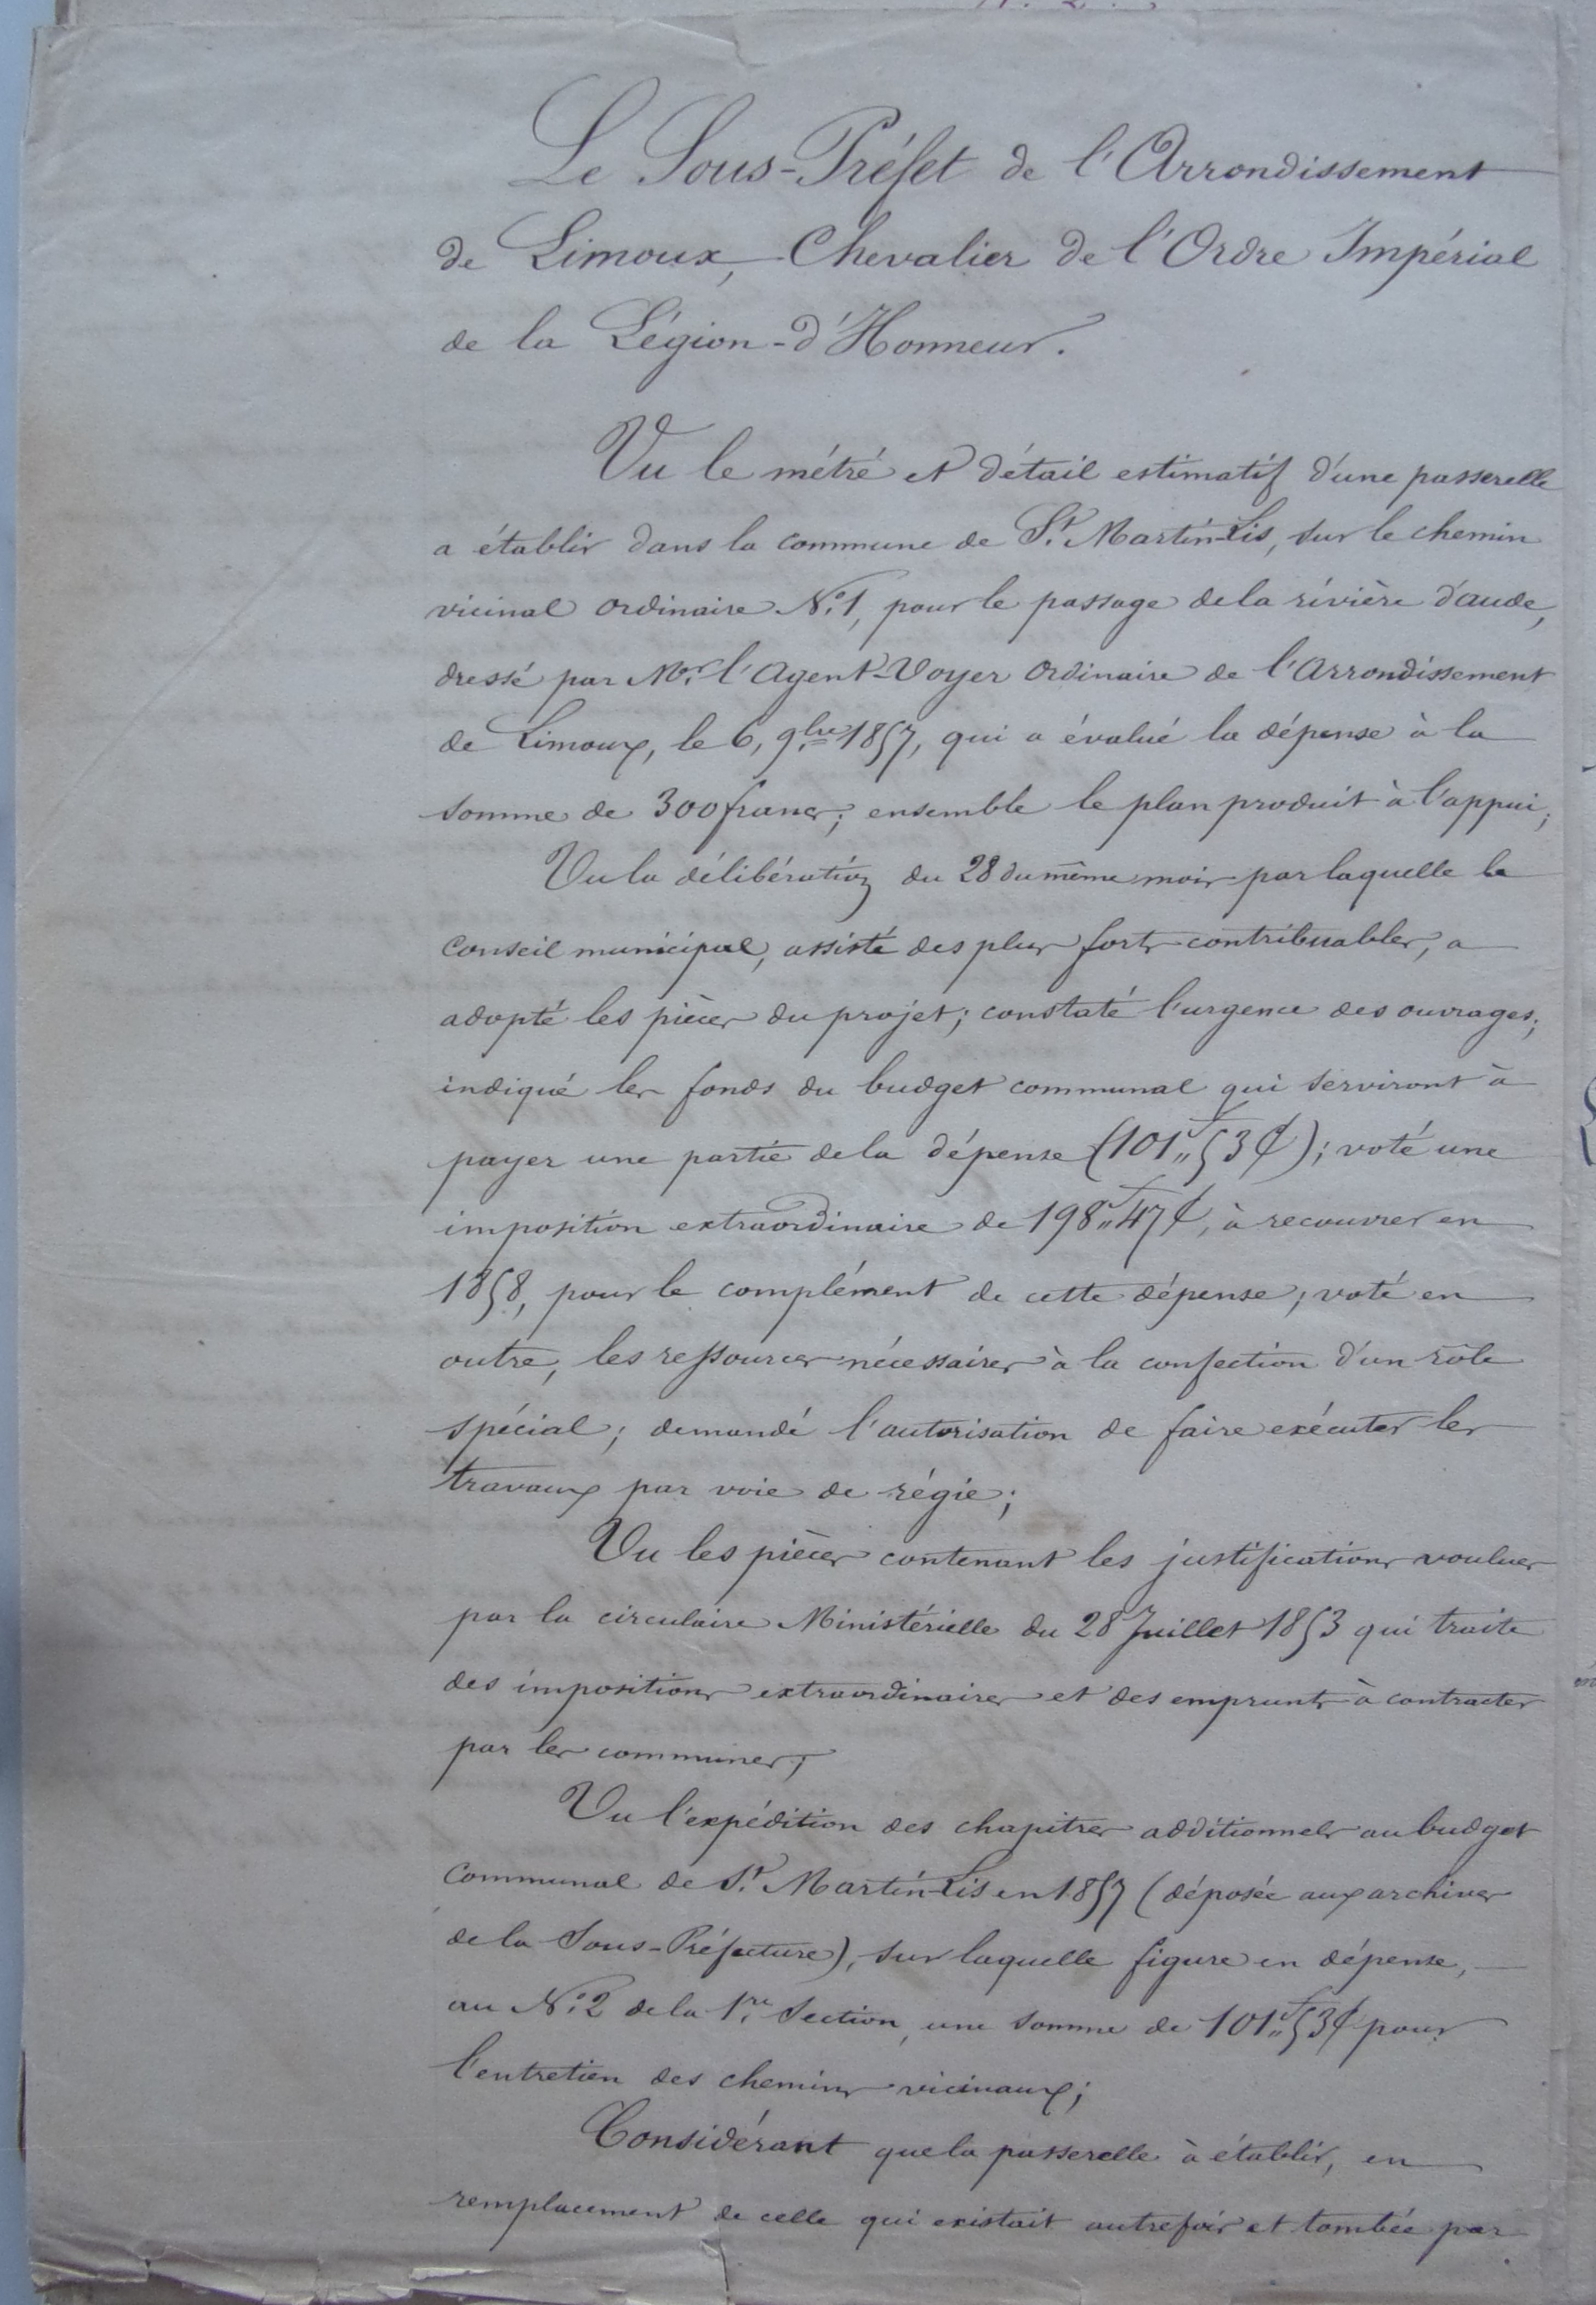 Le Sous-Préfet de l'Arrondissement
de Limoux, Chevalier de l'Ordre Impérial
de la Légion-d'Honneur.
Vu le métré et détail estimatif d'une passerelle
a établir dans la commune de St. Martin-Lis, sur le chemin
vicinal ordinaire No. 1, pour le passage de la rivière d'aude,
dressé par Mr. l'Agent-Voyer ordinaire de l'Arrondissement
de Limoux, le 6, 9bre 1857, qui a évalué la dépense à la
somme de 300 francs; ensemble le plan produit à l'appui;
Vu la délibération du 28 du même mois par laquelle le
Conseil municipal, assisté des plus forts contribuables, a
adopté les pièces du projet; constaté l'urgence des ouvrages;
indiqué les fonds du budget communal qui serviront à
payer une partie de la dépense (101f„53c); voté une
imposition extraordinaire de 198f„47c, à recouvrer en
1858, pour le complément de cette dépense; voté en
outre, les ressources nécessaires à la confection d'un rôle
spécial; demandé l'autorisation de faire exécuter les
travaux par voie de régie;
Vu les pièces contenant les justifications voulues
par la circulaire Ministérielle du 28 Juillet 1853 qui traite
des impositions extraordinaires et des emprunts à contracter
par les communes;
Vu l'expédition des chapitres additionnels au budget
communal de St. Martin-Lis en 1857 (déposée aux archives
de la Sous-Préfecture), sur laquelle figure en dépense,
au No. 2 de la 1re. Section, une somme de 101f„53c pour
l'entretien des chemins vicinaux;
Considérant que la passerelle à établir, en
remplacement de celle qui existait autrefois et tombée par